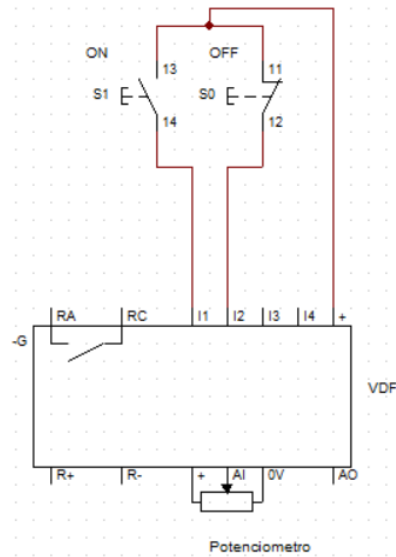 ON OFF
13 11
S1 S0
14 12
RA RC I1 I2 I3 I4 +
-G
VDF
R+ R- + AI 0V AO
Potenciometro